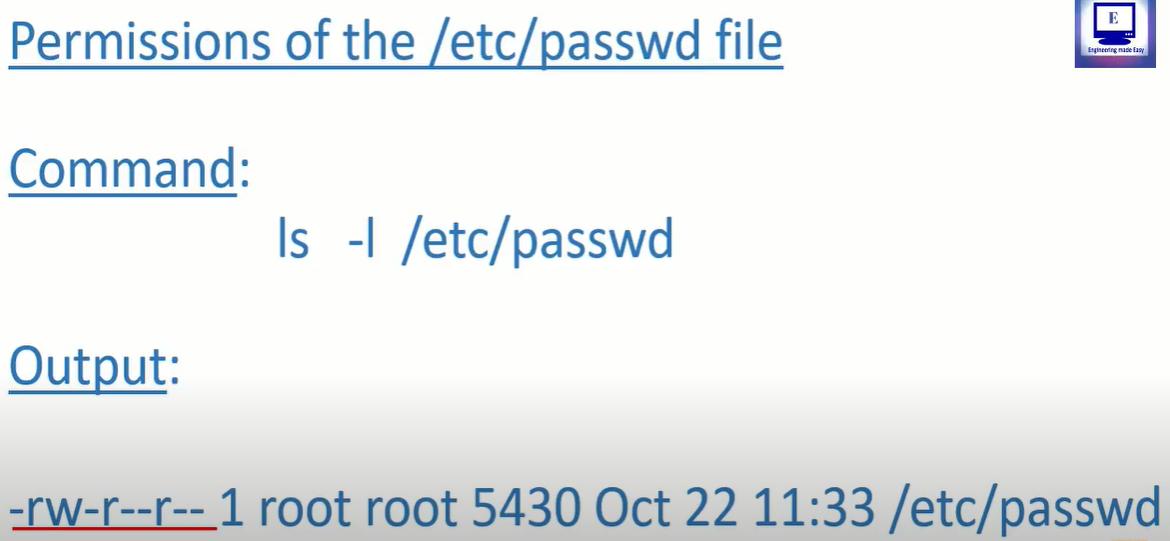 Permissions of the /etc/passwd file
E
Engineering made Easy
Command:
ls -l /etc/passwd
Output:
-rw-r--r-- 1 root root 5430 Oct 22 11:33 /etc/passwd